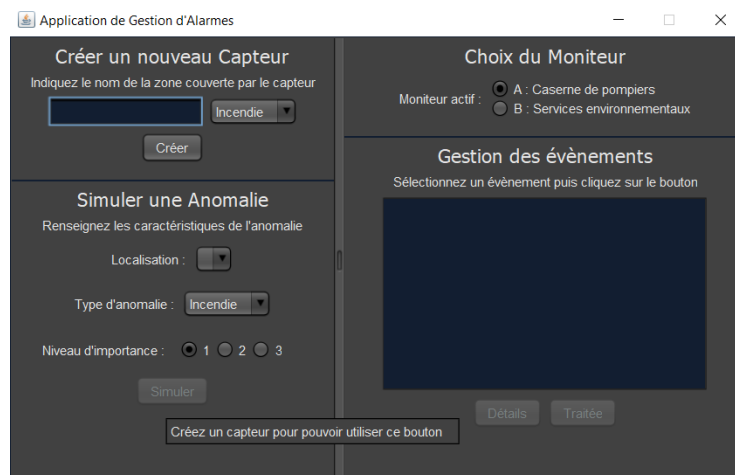 Application de Gestion d'Alarmes
Créer un nouveau Capteur
Indiquez le nom de la zone couverte par le capteur
Incendie
Créer
Simuler une Anomalie
Renseignez les caractéristiques de l'anomalie
Localisation :
Type d'anomalie : Incendie
Niveau d'importance : 1 2 3
Simuler
Créez un capteur pour pouvoir utiliser ce bouton
Choix du Moniteur
Moniteur actif :
A : Caserne de pompiers
B : Services environnementaux
Gestion des évènements
Sélectionnez un évènement puis cliquez sur le bouton
Détails Traitée